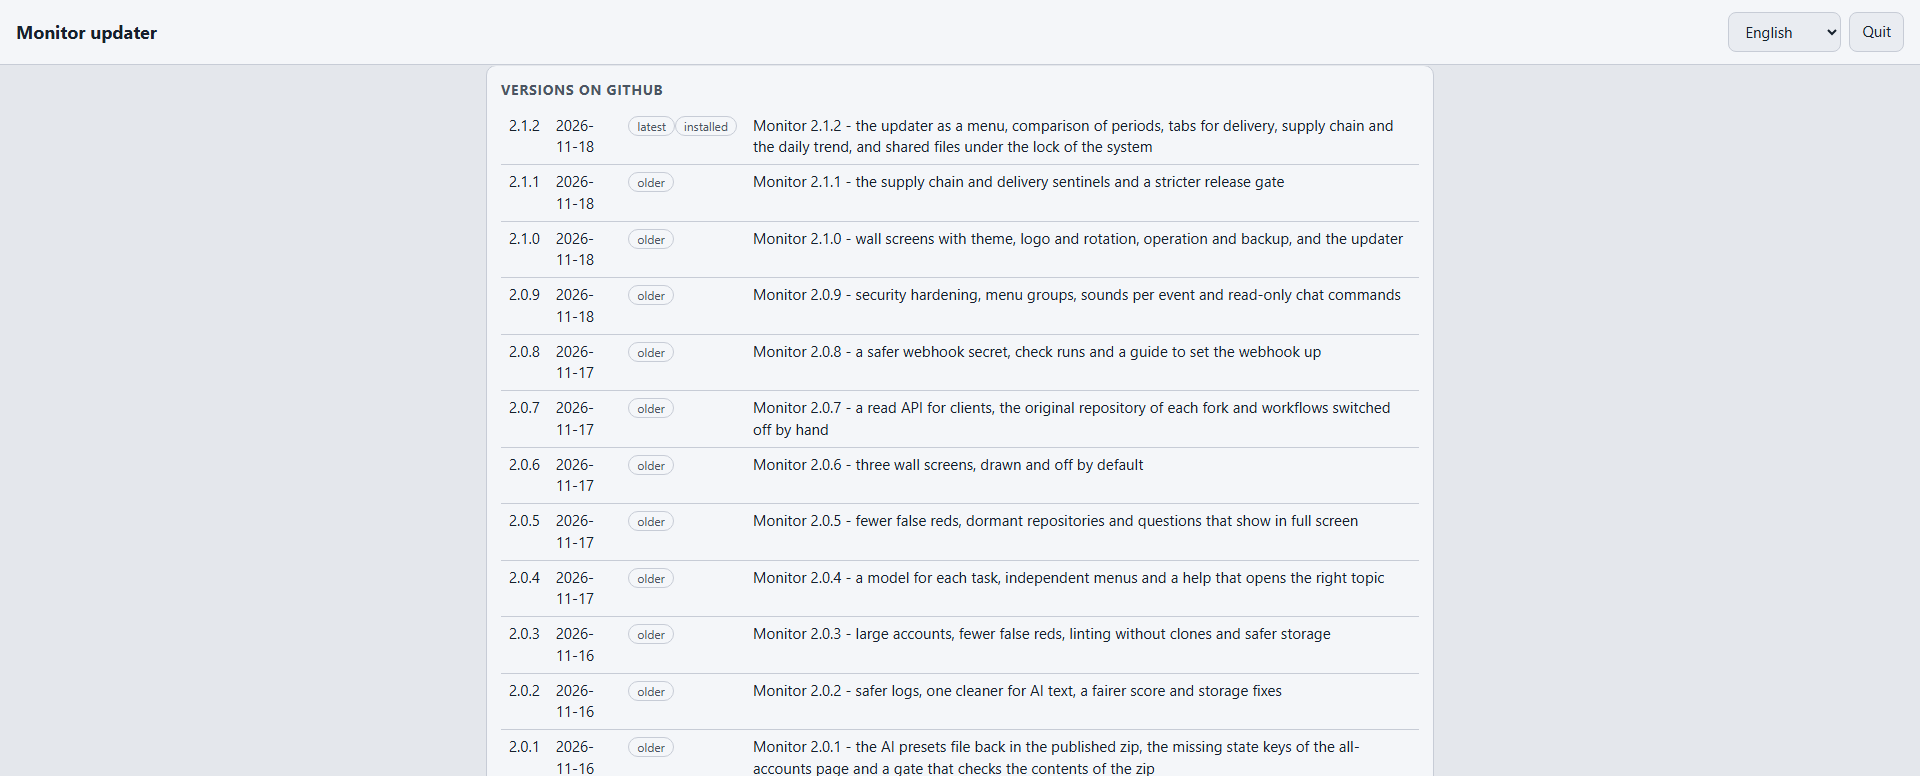 Monitor updater
English
Quit
VERSIONS ON GITHUB
2.1.2 2026- latest installed Monitor 2.1.2 - the updater as a menu, comparison of periods, tabs for delivery, supply chain and
11-18 the daily trend, and shared files under the lock of the system
2.1.1 2026- older Monitor 2.1.1 - the supply chain and delivery sentinels and a stricter release gate
11-18
2.1.0 2026- older Monitor 2.1.0 - wall screens with theme, logo and rotation, operation and backup, and the updater
11-18
2.0.9 2026- older Monitor 2.0.9 - security hardening, menu groups, sounds per event and read-only chat commands
11-18
2.0.8 2026- older Monitor 2.0.8 - a safer webhook secret, check runs and a guide to set the webhook up
11-17
2.0.7 2026- older Monitor 2.0.7 - a read API for clients, the original repository of each fork and workflows switched
11-17 off by hand
2.0.6 2026- older Monitor 2.0.6 - three wall screens, drawn and off by default
11-17
2.0.5 2026- older Monitor 2.0.5 - fewer false reds, dormant repositories and questions that show in full screen
11-17
2.0.4 2026- older Monitor 2.0.4 - a model for each task, independent menus and a help that opens the right topic
11-17
2.0.3 2026- older Monitor 2.0.3 - large accounts, fewer false reds, linting without clones and safer storage
11-16
2.0.2 2026- older Monitor 2.0.2 - safer logs, one cleaner for AI text, a fairer score and storage fixes
11-16
2.0.1 2026- older Monitor 2.0.1 - the AI presets file back in the published zip, the missing state keys of the all-
11-16 accounts page and a gate that checks the contents of the zip